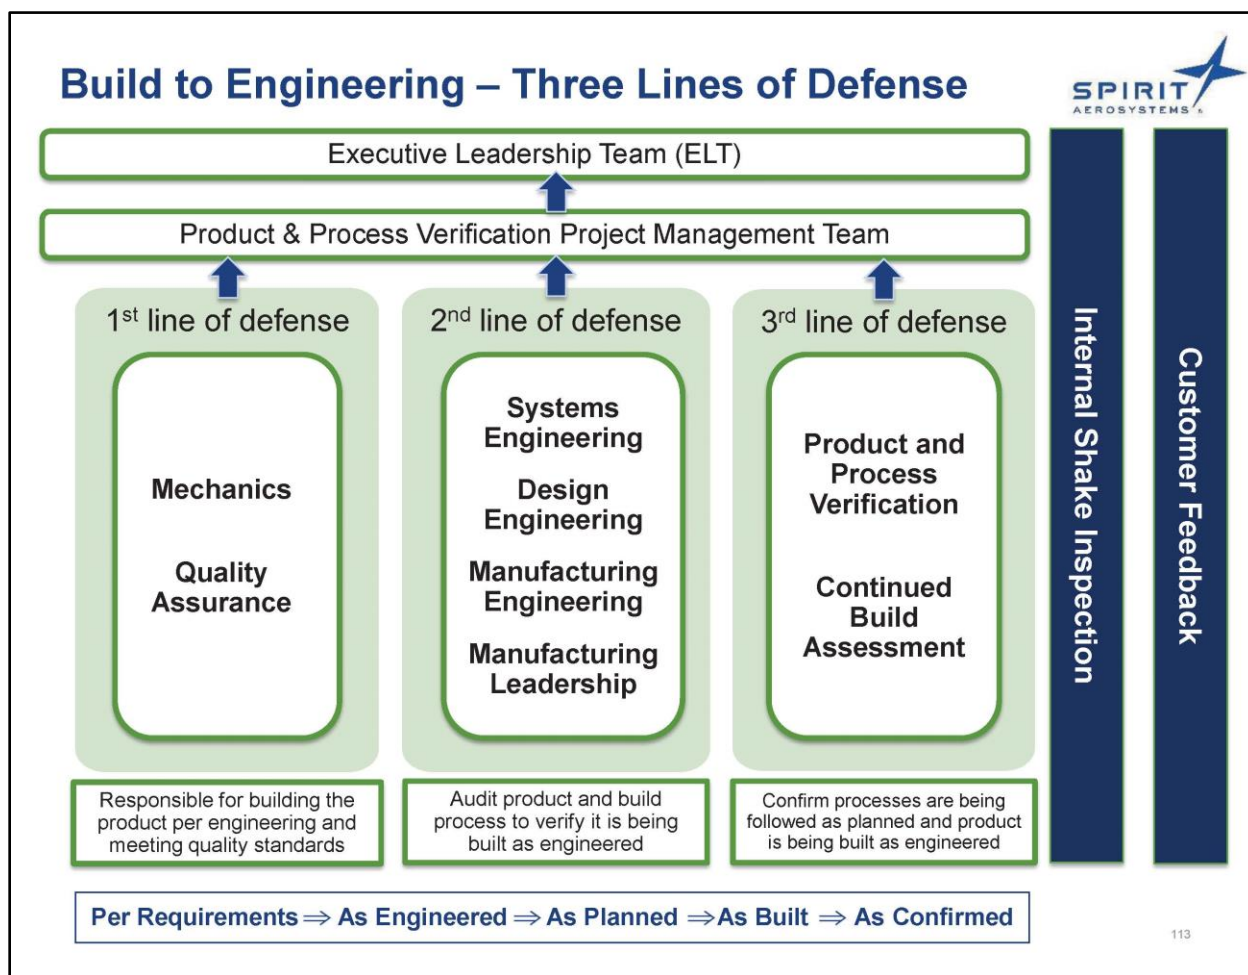 Build to Engineering – Three Lines of Defense
SPIRIT
AEROSYSTEMS
Executive Leadership Team (ELT)
Product & Process Verification Project Management Team
1st line of defense
Mechanics
Quality
Assurance
Responsible for building the
product per engineering and
meeting quality standards
2nd line of defense
Systems
Engineering
Design
Engineering
Manufacturing
Engineering
Manufacturing
Leadership
Audit product and build
process to verify it is being
built as engineered
3rd line of defense
Product and
Process
Verification
Continued
Build
Assessment
Confirm processes are being
followed as planned and product
is being built as engineered
Internal Shake Inspection
Customer Feedback
Per Requirements ⇒ As Engineered ⇒ As Planned ⇒ As Built ⇒ As Confirmed
113